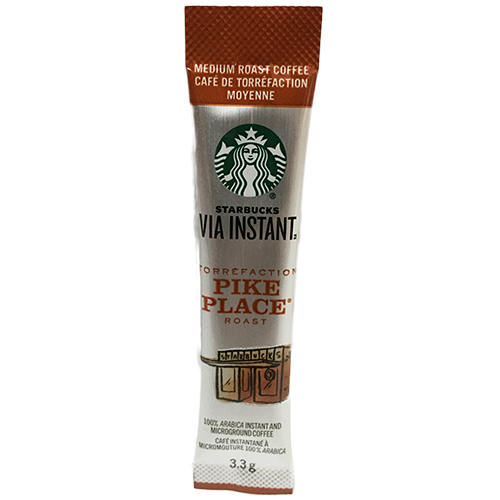 MEDIUM ROAST COFFEE
CAFÉ DE TORRÉFACTION
MOYENNE
STARBUCKS
VIA INSTANT
TORRÉFACTION
PIKE
PLACE®
ROAST
STARBUCKS
100% ARABICA INSTANT AND
MICROGROUND COFFEE
CAFÉ INSTANTANÉ À
MICROMOUTURE 100% ARABICA
3.3 g